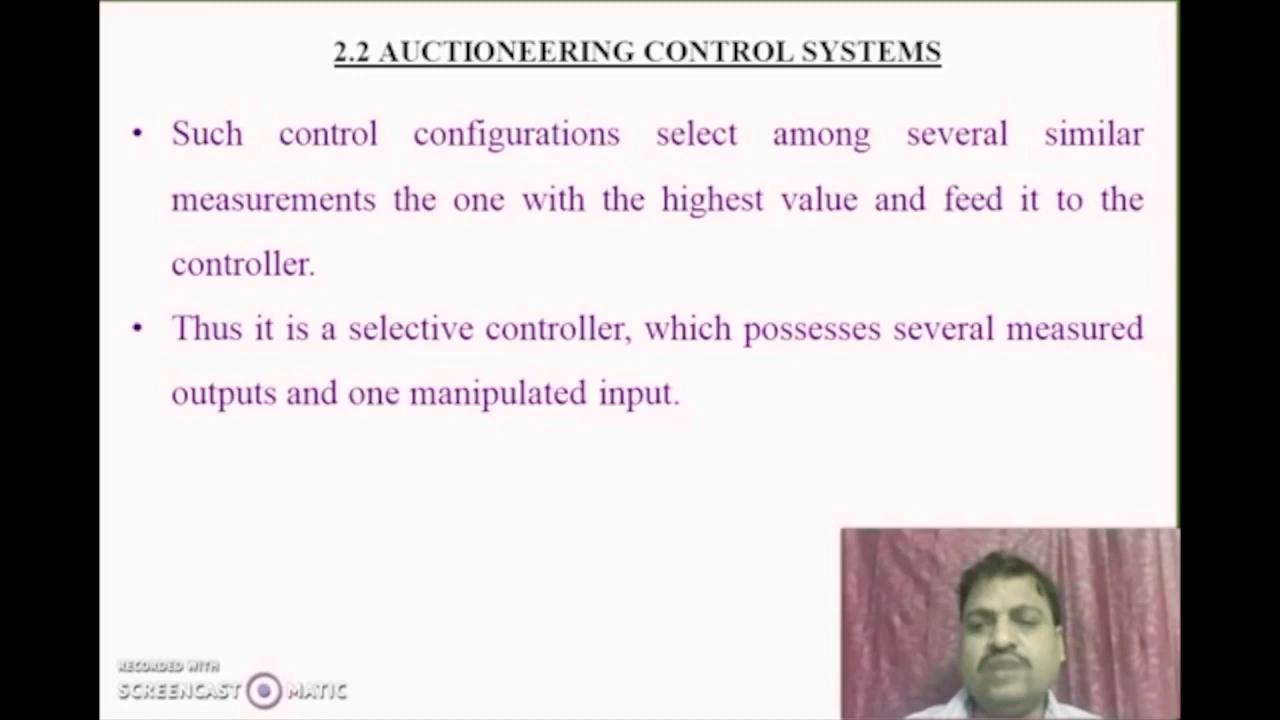 2.2 AUCTIONEERING CONTROL SYSTEMS
• Such control configurations select among several similar
measurements the one with the highest value and feed it to the
controller.
• Thus it is a selective controller, which possesses several measured
outputs and one manipulated input.
RECORDED WITH
SCREENCAST MATIC